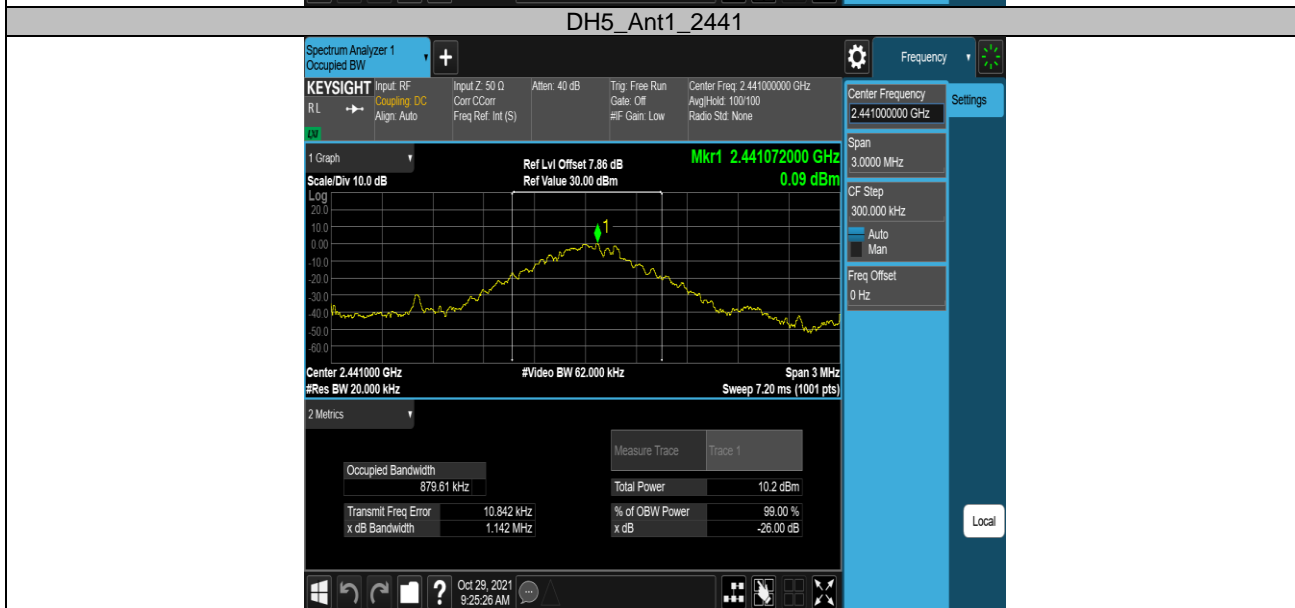 DH5_Ant1_2441
Spectrum Analyzer 1
Occupied BW
+
Frequency
KEYSIGHT
R L
LXI
Input: RF
Coupling: DC
Align: Auto
Input Z: 50 Ω
Corr CCorr
Freq Ref: Int (S)
Atten: 40 dB
Trig: Free Run
Gate: Off
#IF Gain: Low
Center Freq: 2.441000000 GHz
Avg|Hold: 100/100
Radio Std: None
Center Frequency
2.441000000 GHz
Settings
Span
3.0000 MHz
CF Step
300.000 kHz
Auto
Man
Freq Offset
0 Hz
Local
1 Graph
Scale/Div 10.0 dB
Ref Lvl Offset 7.86 dB
Ref Value 30.00 dBm
Mkr1 2.441072000 GHz
0.09 dBm
Log
20.0
10.0
0.00
-10.0
-20.0
-30.0
-40.0
-50.0
-60.0
1
Center 2.441000 GHz
#Res BW 20.000 kHz
#Video BW 62.000 kHz
Span 3 MHz
Sweep 7.20 ms (1001 pts)
2 Metrics
Measure Trace Trace 1
Occupied Bandwidth
879.61 kHz
Total Power 10.2 dBm
Transmit Freq Error 10.842 kHz
% of OBW Power 99.00 %
x dB Bandwidth 1.142 MHz
x dB -26.00 dB
?
Oct 29, 2021
9:25:26 AM